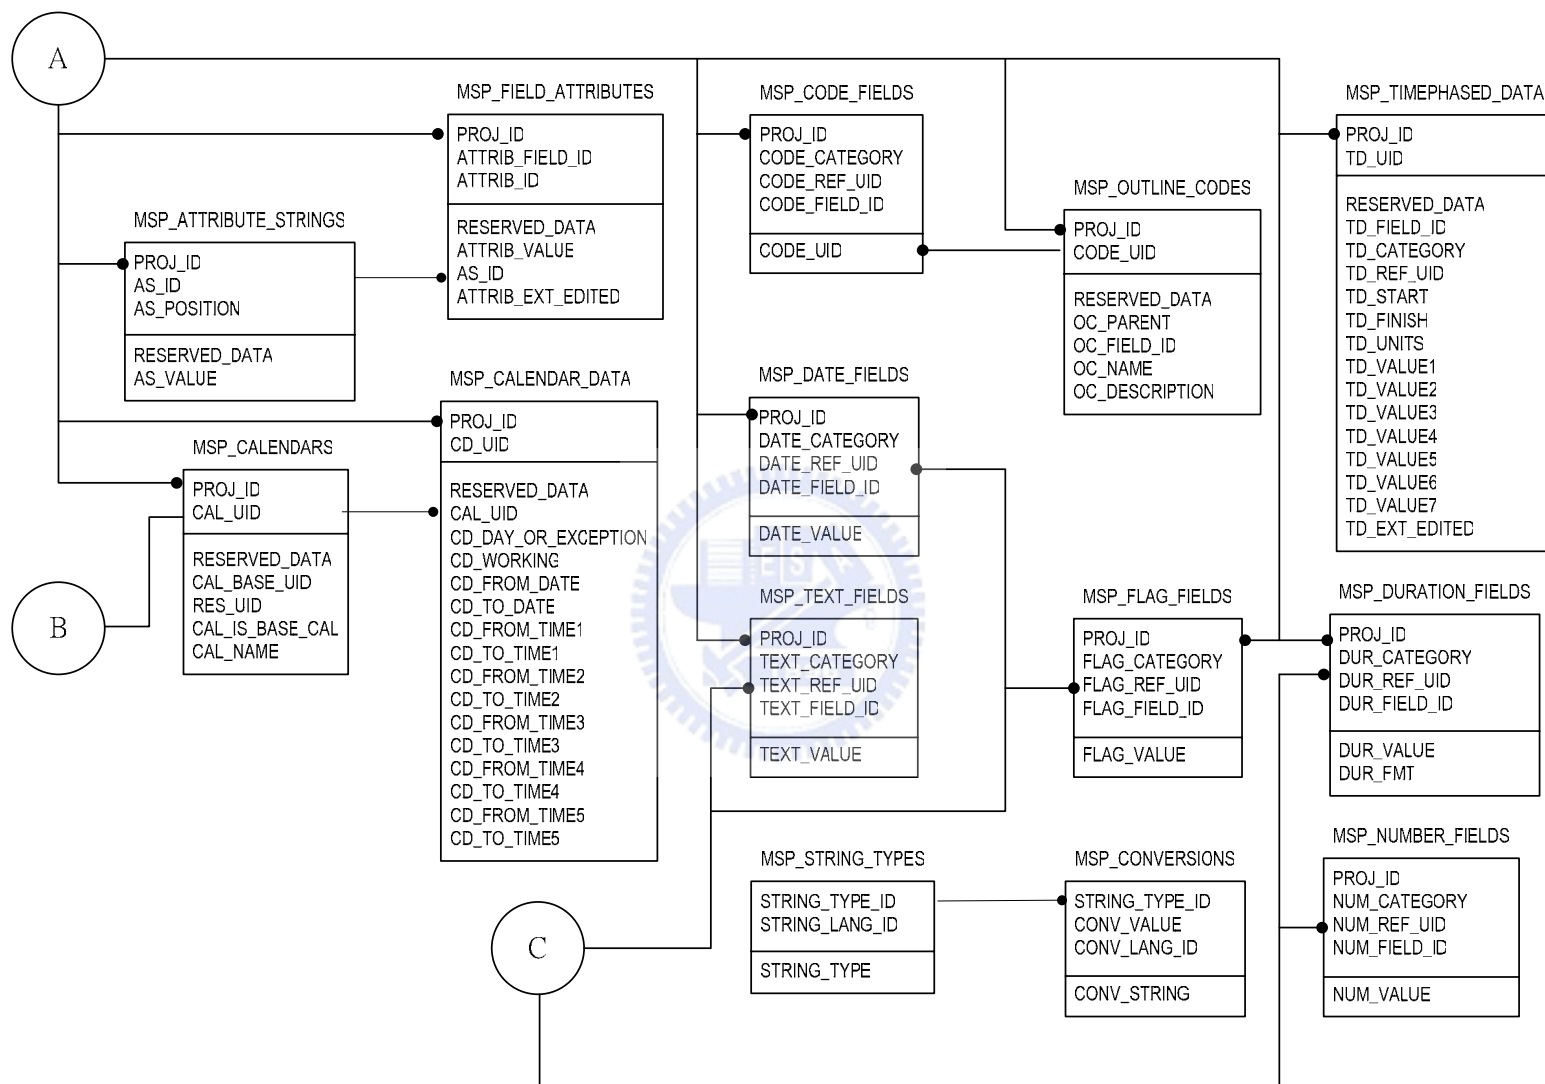 A
MSP_FIELD_ATTRIBUTES
PROJ_ID
ATTRIB_FIELD_ID
ATTRIB_ID
RESERVED_DATA
ATTRIB_VALUE
AS_ID
ATTRIB_EXT_EDITED
MSP_CODE_FIELDS
PROJ_ID
CODE_CATEGORY
CODE_REF_UID
CODE_FIELD_ID
CODE_UID
MSP_OUTLINE_CODES
PROJ_ID
CODE_UID
RESERVED_DATA
OC_PARENT
OC_FIELD_ID
OC_NAME
OC_DESCRIPTION
MSP_TIMEPHASED_DATA
PROJ_ID
TD_UID
RESERVED_DATA
TD_FIELD_ID
TD_CATEGORY
TD_REF_UID
TD_START
TD_FINISH
TD_UNITS
TD_VALUE1
TD_VALUE2
TD_VALUE3
TD_VALUE4
TD_VALUE5
TD_VALUE6
TD_VALUE7
TD_EXT_EDITED
MSP_ATTRIBUTE_STRINGS
PROJ_ID
AS_ID
AS_POSITION
RESERVED_DATA
AS_VALUE
MSP_CALENDAR_DATA
PROJ_ID
CD_UID
RESERVED_DATA
CAL_UID
CD_DAY_OR_EXCEPTION
CD_WORKING
CD_FROM_DATE
CD_TO_DATE
CD_FROM_TIME1
CD_TO_TIME1
CD_FROM_TIME2
CD_TO_TIME2
CD_FROM_TIME3
CD_TO_TIME3
CD_FROM_TIME4
CD_TO_TIME4
CD_FROM_TIME5
CD_TO_TIME5
MSP_DATE_FIELDS
PROJ_ID
DATE_CATEGORY
DATE_REF_UID
DATE_FIELD_ID
DATE_VALUE
MSP_CALENDARS
PROJ_ID
CAL_UID
RESERVED_DATA
CAL_BASE_UID
RES_UID
CAL_IS_BASE_CAL
CAL_NAME
B
MSP_TEXT_FIELDS
PROJ_ID
TEXT_CATEGORY
TEXT_REF_UID
TEXT_FIELD_ID
TEXT_VALUE
MSP_FLAG_FIELDS
PROJ_ID
FLAG_CATEGORY
FLAG_REF_UID
FLAG_FIELD_ID
FLAG_VALUE
MSP_DURATION_FIELDS
PROJ_ID
DUR_CATEGORY
DUR_REF_UID
DUR_FIELD_ID
DUR_VALUE
DUR_FMT
C
MSP_STRING_TYPES
STRING_TYPE_ID
STRING_LANG_ID
STRING_TYPE
MSP_CONVERSIONS
STRING_TYPE_ID
CONV_VALUE
CONV_LANG_ID
CONV_STRING
MSP_NUMBER_FIELDS
PROJ_ID
NUM_CATEGORY
NUM_REF_UID
NUM_FIELD_ID
NUM_VALUE